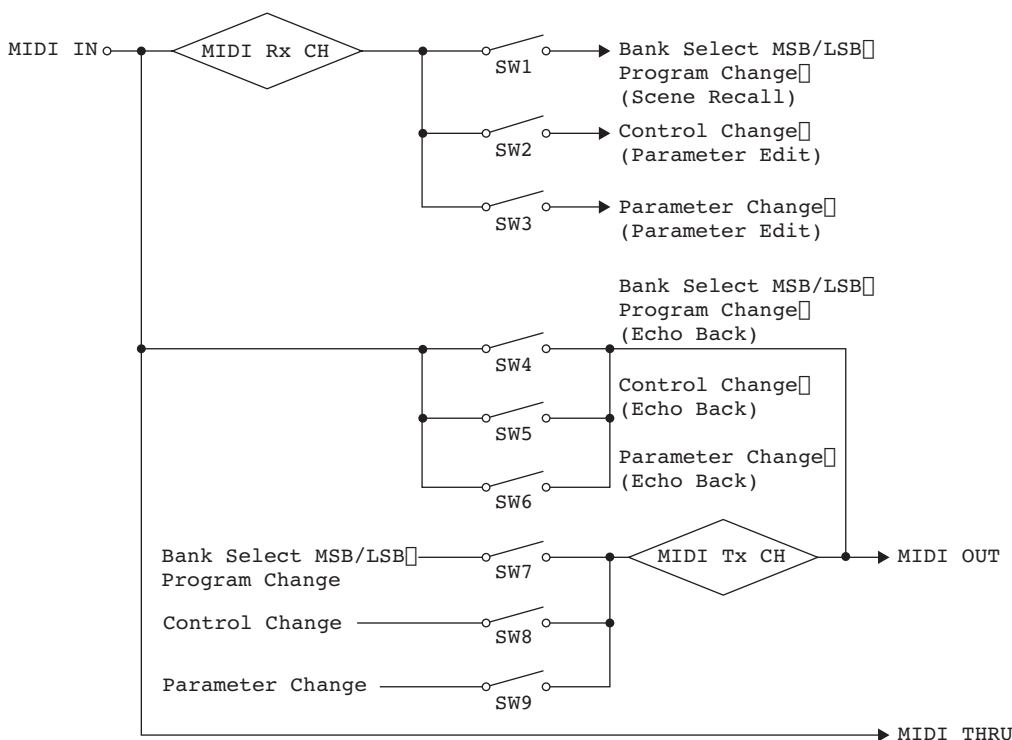 MIDI IN
MIDI Rx CH
SW1
Bank Select MSB/LSB
Program Change
(Scene Recall)
SW2
Control Change
(Parameter Edit)
SW3
Parameter Change
(Parameter Edit)
Bank Select MSB/LSB
Program Change
(Echo Back)
SW4
Control Change
(Echo Back)
SW5
Parameter Change
(Echo Back)
SW6
Bank Select MSB/LSB
Program Change
SW7
MIDI Tx CH
MIDI OUT
Control Change
SW8
Parameter Change
SW9
MIDI THRU